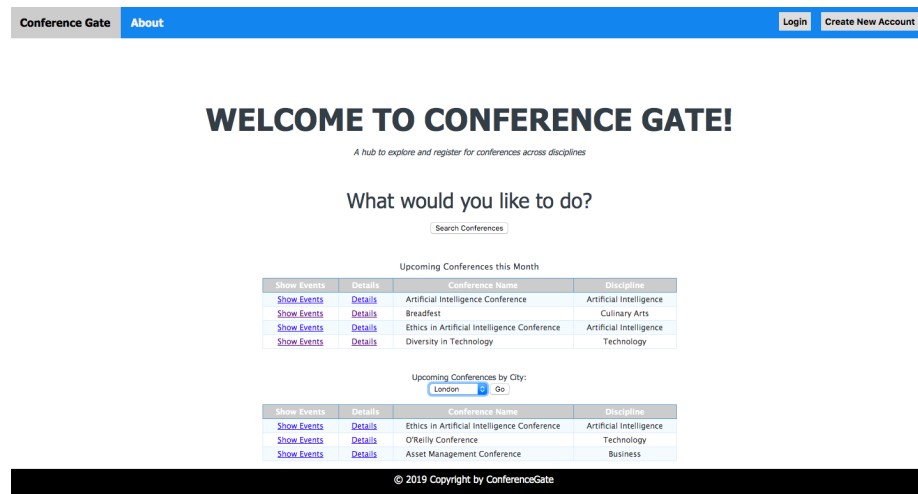 Conference Gate About Login Create New Account
WELCOME TO CONFERENCE GATE!
A hub to explore and register for conferences across disciplines
What would you like to do?
Search Conferences
Upcoming Conferences this Month
Show Events Details Conference Name Discipline
Show Events Details Artificial Intelligence Conference Artificial Intelligence
Show Events Details Breadfest Culinary Arts
Show Events Details Ethics in Artificial Intelligence Conference Artificial Intelligence
Show Events Details Diversity in Technology Technology
Upcoming Conferences by City:
London Go
Show Events Details Conference Name Discipline
Show Events Details Ethics in Artificial Intelligence Conference Artificial Intelligence
Show Events Details O'Reilly Conference Technology
Show Events Details Asset Management Conference Business
© 2019 Copyright by ConferenceGate